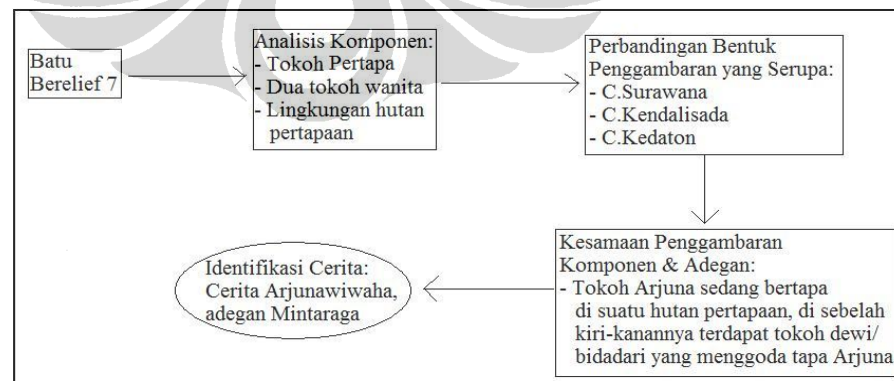 Batu
Berelief 7
Analisis Komponen:
- Tokoh Pertapa
- Dua tokoh wanita
- Lingkungan hutan
pertapaan
Perbandingan Bentuk
Penggambaran yang Serupa:
- C.Surawana
- C.Kendalisada
- C.Kedaton
Kesamaan Penggambaran
Komponen & Adegan:
- Tokoh Arjuna sedang bertapa
di suatu hutan pertapaan, di sebelah
kiri-kanannya terdapat tokoh dewi/
bidadari yang menggoda tapa Arjuna
Identifikasi Cerita:
Cerita Arjunawiwaha,
adegan Mintaraga